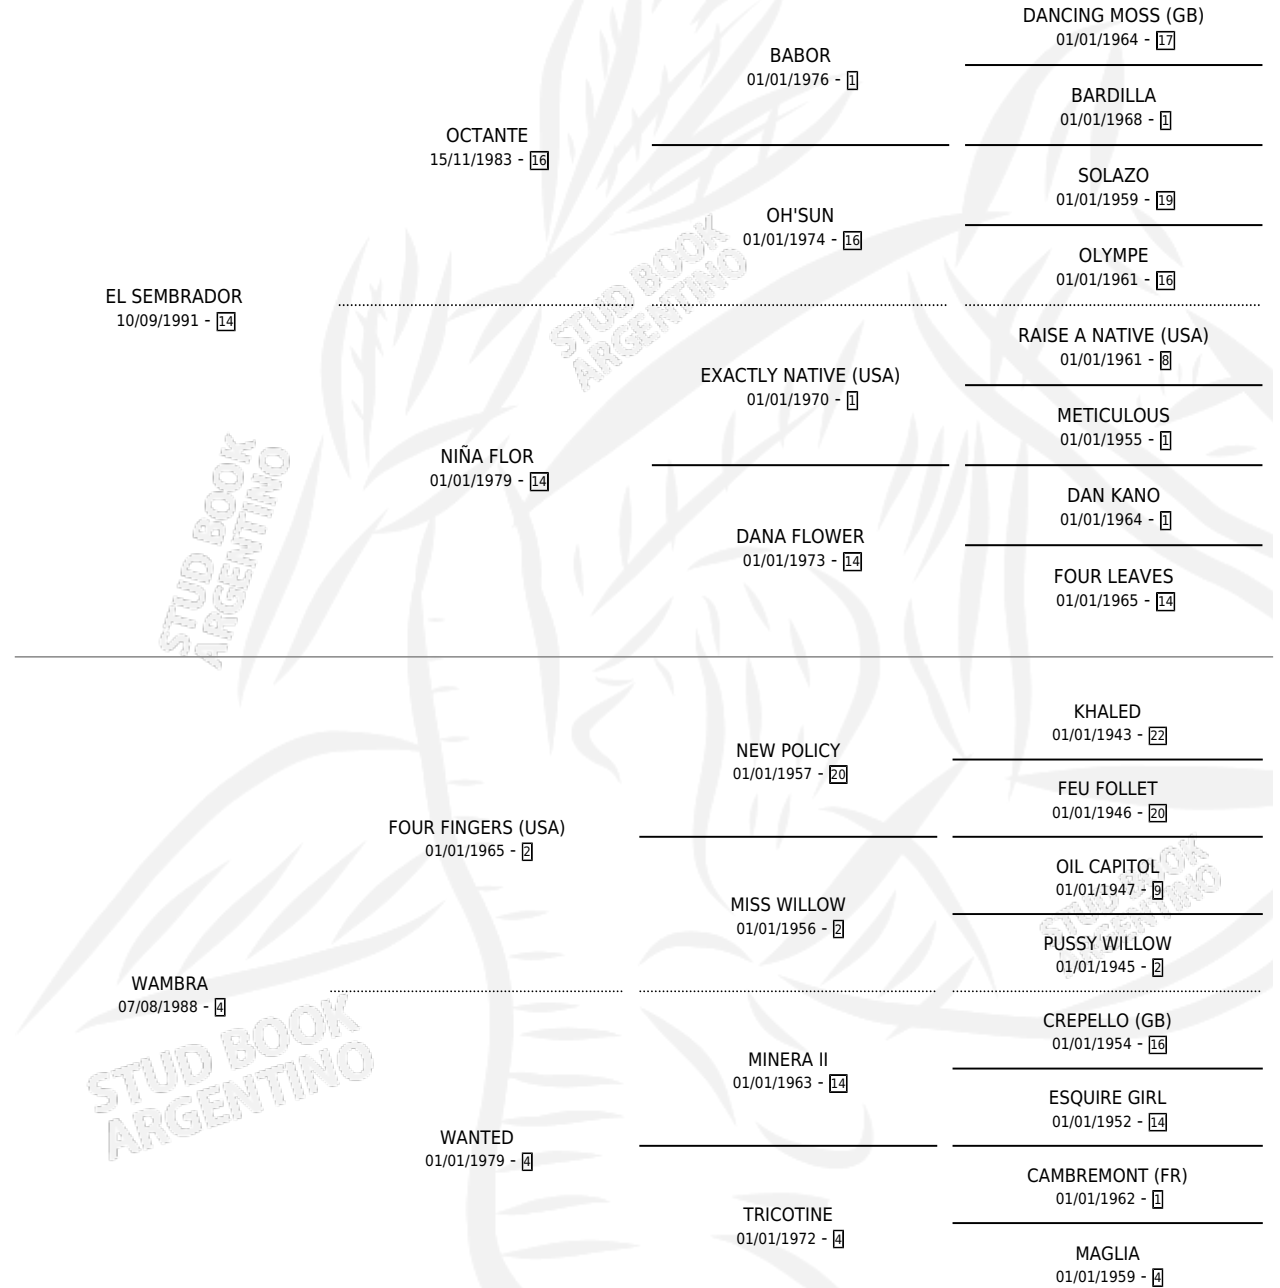 DANCING MOSS (GB)
01/01/1964 - 17
BABOR
01/01/1976 - 1
BARDILLA
01/01/1968 - 1
OCTANTE
15/11/1983 - 16
SOLAZO
01/01/1959 - 19
OH'SUN
01/01/1974 - 16
OLYMPE
01/01/1961 - 16
EL SEMBRADOR
10/09/1991 - 14
STUD BOOK
ARGENTINO
RAISE A NATIVE (USA)
01/01/1961 - 8
EXACTLY NATIVE (USA)
01/01/1970 - 1
METICULOUS
01/01/1955 - 1
NIÑA FLOR
01/01/1979 - 14
DAN KANO
01/01/1964 - 1
DANA FLOWER
01/01/1973 - 14
FOUR LEAVES
01/01/1965 - 14
STUD BOOK
ARGENTINO
KHALED
01/01/1943 - 22
NEW POLICY
01/01/1957 - 20
FEU FOLLET
01/01/1946 - 20
FOUR FINGERS (USA)
01/01/1965 - 2
OIL CAPITOL
01/01/1947 - 9
MISS WILLOW
01/01/1956 - 2
STUD BOOK
ARGENTINO
PUSSY WILLOW
01/01/1945 - 2
WAMBRA
07/08/1988 - 4
CREPELLO (GB)
01/01/1954 - 16
MINERA II
01/01/1963 - 14
STUD BOOK
ARGENTINO
ESQUIRE GIRL
01/01/1952 - 14
WANTED
01/01/1979 - 4
CAMBREMONT (FR)
01/01/1962 - 1
TRICOTINE
01/01/1972 - 4
MAGLIA
01/01/1959 - 4